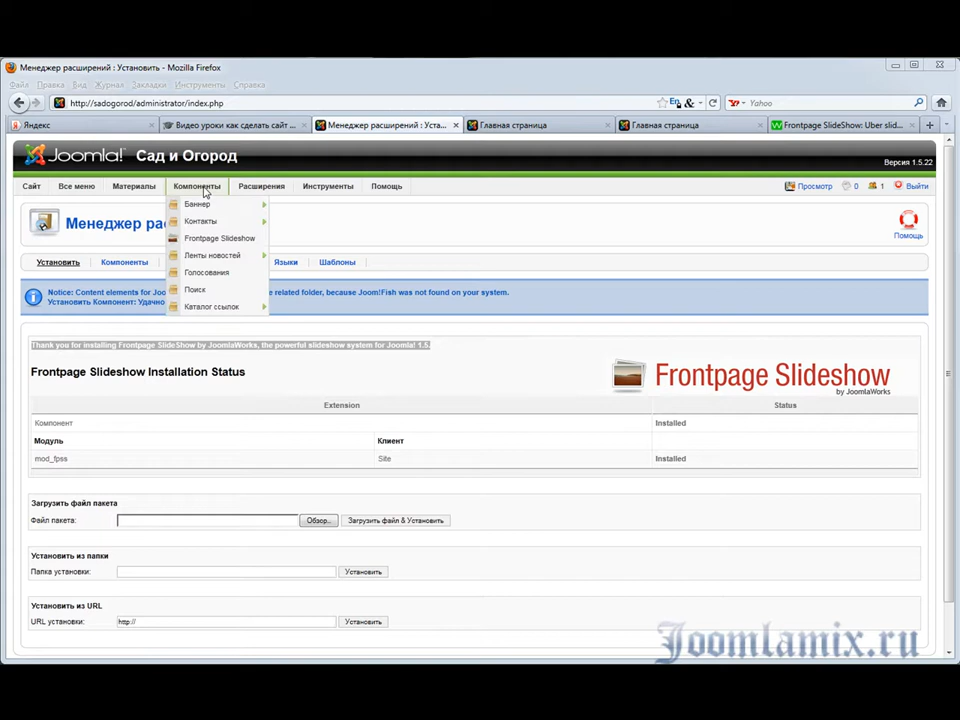 Менеджер расширений : Установить - Mozilla Firefox
Файл Правка Вид Журнал Закладки Инструменты Справка
http://sadogorod/administrator/index.php
Yahoo
Яндекс
Видео уроки как сделать сайт ...
Менеджер расширений : Уста...
Главная страница
Главная страница
Frontpage SlideShow: Uber slid...
Joomla! Сад и Огород
Версия 1.5.22
Сайт Все меню Материалы Компоненты Расширения Инструменты Помощь
Просмотр 0 1 Выйти
Баннер
Контакты
Frontpage Slideshow
Ленты новостей
Голосования
Поиск
Каталог ссылок
Менеджер рас
Помощь
Установить Компоненты Языки Шаблоны
Notice: Content elements for Joo
related folder, because Joom!Fish was not found on your system.
Установить Компонент: Удачно
Thank you for installing Frontpage SlideShow by JoomlaWorks, the powerful slideshow system for Joomla! 1.5.
Frontpage Slideshow Installation Status
Frontpage Slideshow
by JoomlaWorks
Extension Status
Компонент Installed
Модуль Клиент
mod_fpss Site Installed
Загрузить файл пакета
Файл пакета: Обзор... Загрузить файл & Установить
Установить из папки
Папка установки: Установить
Установить из URL
URL установки: http:// Установить
Joomlamix.ru